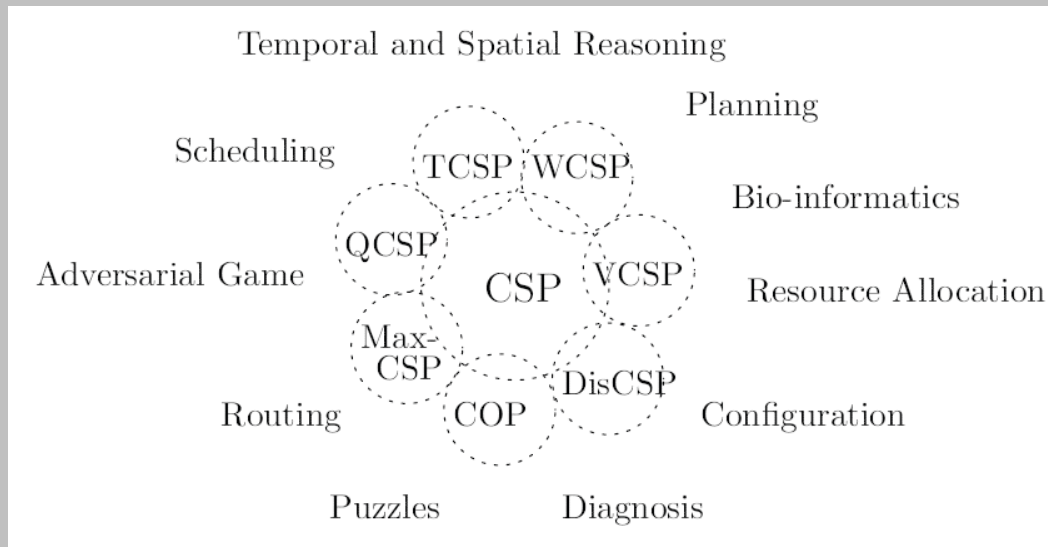 Temporal and Spatial Reasoning
Planning
Scheduling
TCSP WCSP
Bio-informatics
QCSP
Adversarial Game
CSP
VCSP
Resource Allocation
Max-
CSP
DisCSP
Routing
COP
Configuration
Puzzles
Diagnosis